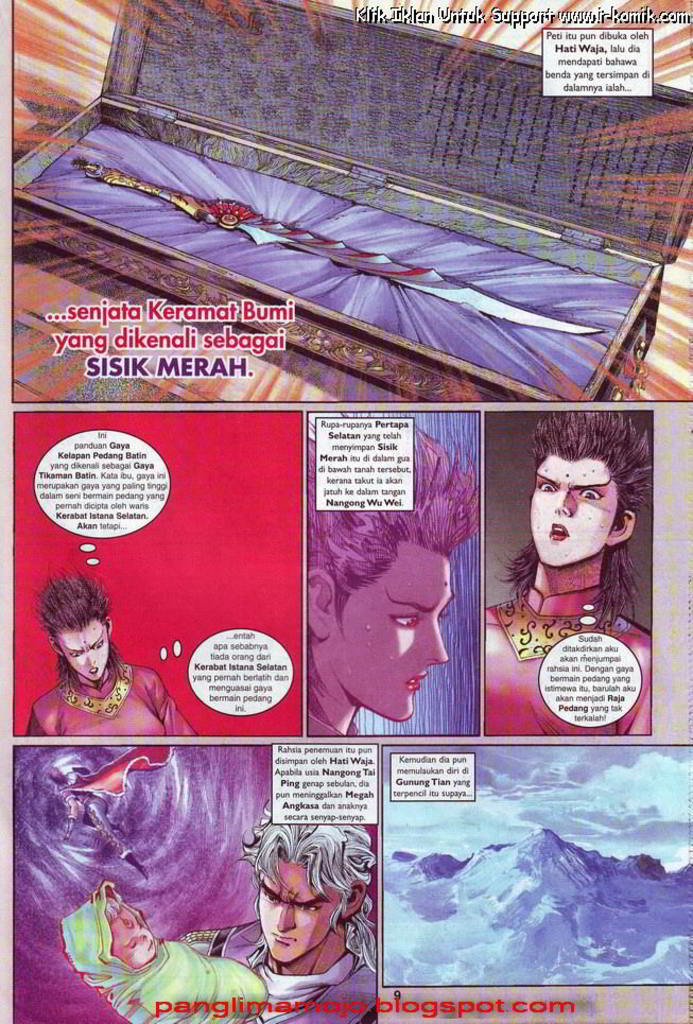 Klik Iklan Untuk Support www.ir-komik.com
Peti itu pun dibuka oleh
Hati Waja, lalu dia
mendapati bahawa
benda yang tersimpan di
dalamnya ialah...
...senjata Keramat Bumi
yang dikenali sebagai
SISIK MERAH.
Ini
panduan Gaya
Kelapan Pedang Batin
yang dikenali sebagai Gaya
Tikaman Batin. Kata ibu, gaya ini
merupakan gaya yang paling tinggi
dalam seni bermain pedang yang
pernah dicipta oleh waris
Kerabat Istana Selatan.
Akan tetapi...
...entah
apa sebabnya
tiada orang dari
Kerabat Istana Selatan
yang pernah berlatih dan
menguasai gaya
bermain pedang
ini.
Rupa-rupanya Pertapa
Selatan yang telah
menyimpan Sisik
Merah itu di dalam gua
di bawah tanah tersebut,
kerana takut ia akan
jatuh ke dalam tangan
Nangong Wu Wei.
Sudah
ditakdirkan aku
akan menjumpai
rahsia ini. Dengan gaya
bermain pedang yang
istimewa itu, barulah aku
akan menjadi Raja
Pedang yang tak
terkalah!
Rahsia penemuan itu pun
disimpan oleh Hati Waja.
Apabila usia Nangong Tai
Ping genap sebulan, dia
pun meninggalkan Megah
Angkasa dan anaknya
secara senyap-senyap.
Kemudian dia pun
memulaukan diri di
Gunung Tian yang
terpencil itu supaya...
9
panglimamojo.blogspot.com